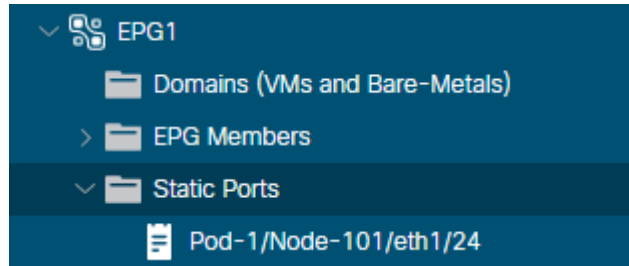 EPG1
Domains (VMs and Bare-Metals)
EPG Members
Static Ports
Pod-1/Node-101/eth1/24